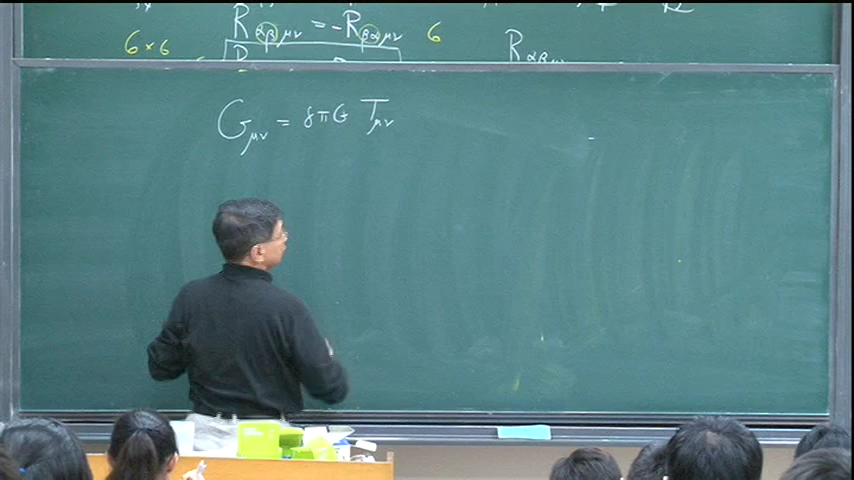 R_{αβμν} = -R_{βαμν} 6
6×6
R_{αβμν}
G_{μν} = 8πG T_{μν}